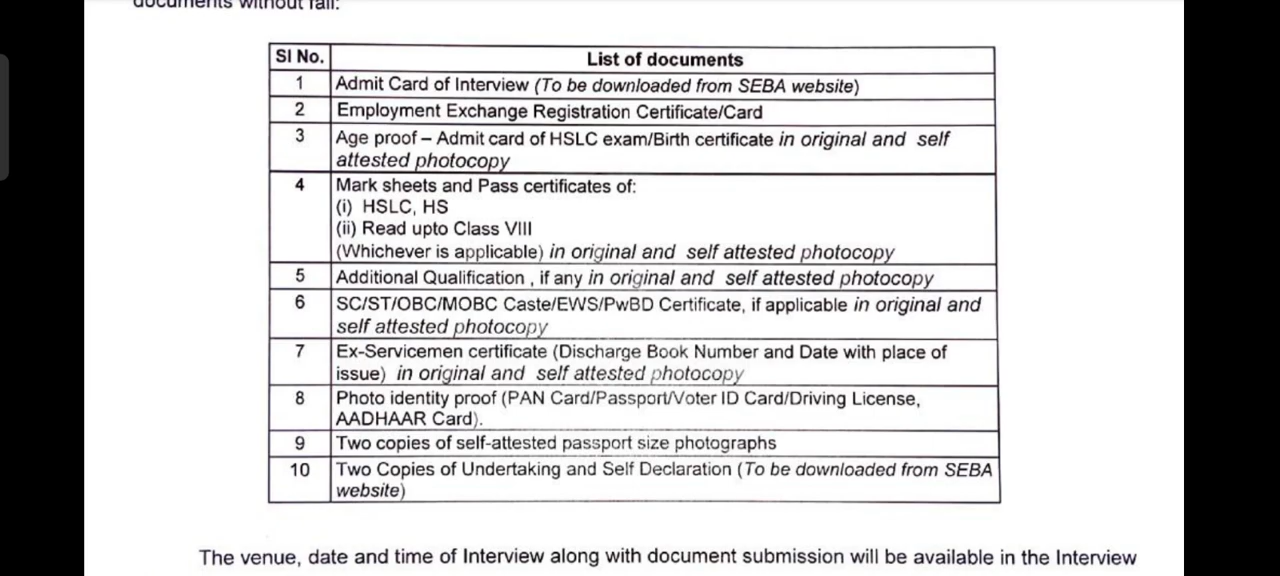 documents without fail:
Sl No. List of documents
1 Admit Card of Interview (To be downloaded from SEBA website)
2 Employment Exchange Registration Certificate/Card
3 Age proof – Admit card of HSLC exam/Birth certificate in original and self
attested photocopy
4 Mark sheets and Pass certificates of:
(i) HSLC, HS
(ii) Read upto Class VIII
(Whichever is applicable) in original and self attested photocopy
5 Additional Qualification , if any in original and self attested photocopy
6 SC/ST/OBC/MOBC Caste/EWS/PwBD Certificate, if applicable in original and
self attested photocopy
7 Ex-Servicemen certificate (Discharge Book Number and Date with place of
issue) in original and self attested photocopy
8 Photo identity proof (PAN Card/Passport/Voter ID Card/Driving License,
AADHAAR Card).
9 Two copies of self-attested passport size photographs
10 Two Copies of Undertaking and Self Declaration (To be downloaded from SEBA
website)
The venue, date and time of Interview along with document submission will be available in the Interview